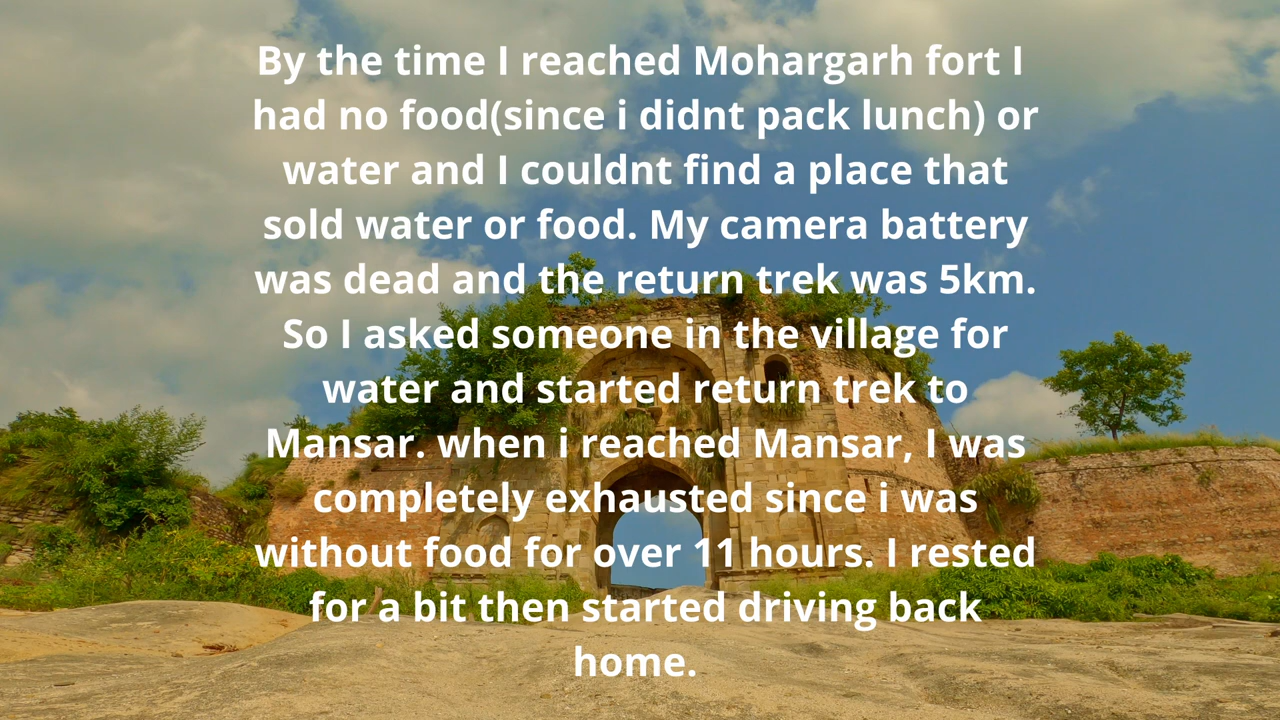 By the time I reached Mohargarh fort I
had no food(since i didnt pack lunch) or
water and I couldnt find a place that
sold water or food. My camera battery
was dead and the return trek was 5km.
So I asked someone in the village for
water and started return trek to
Mansar. when i reached Mansar, I was
completely exhausted since i was
without food for over 11 hours. I rested
for a bit then started driving back
home.